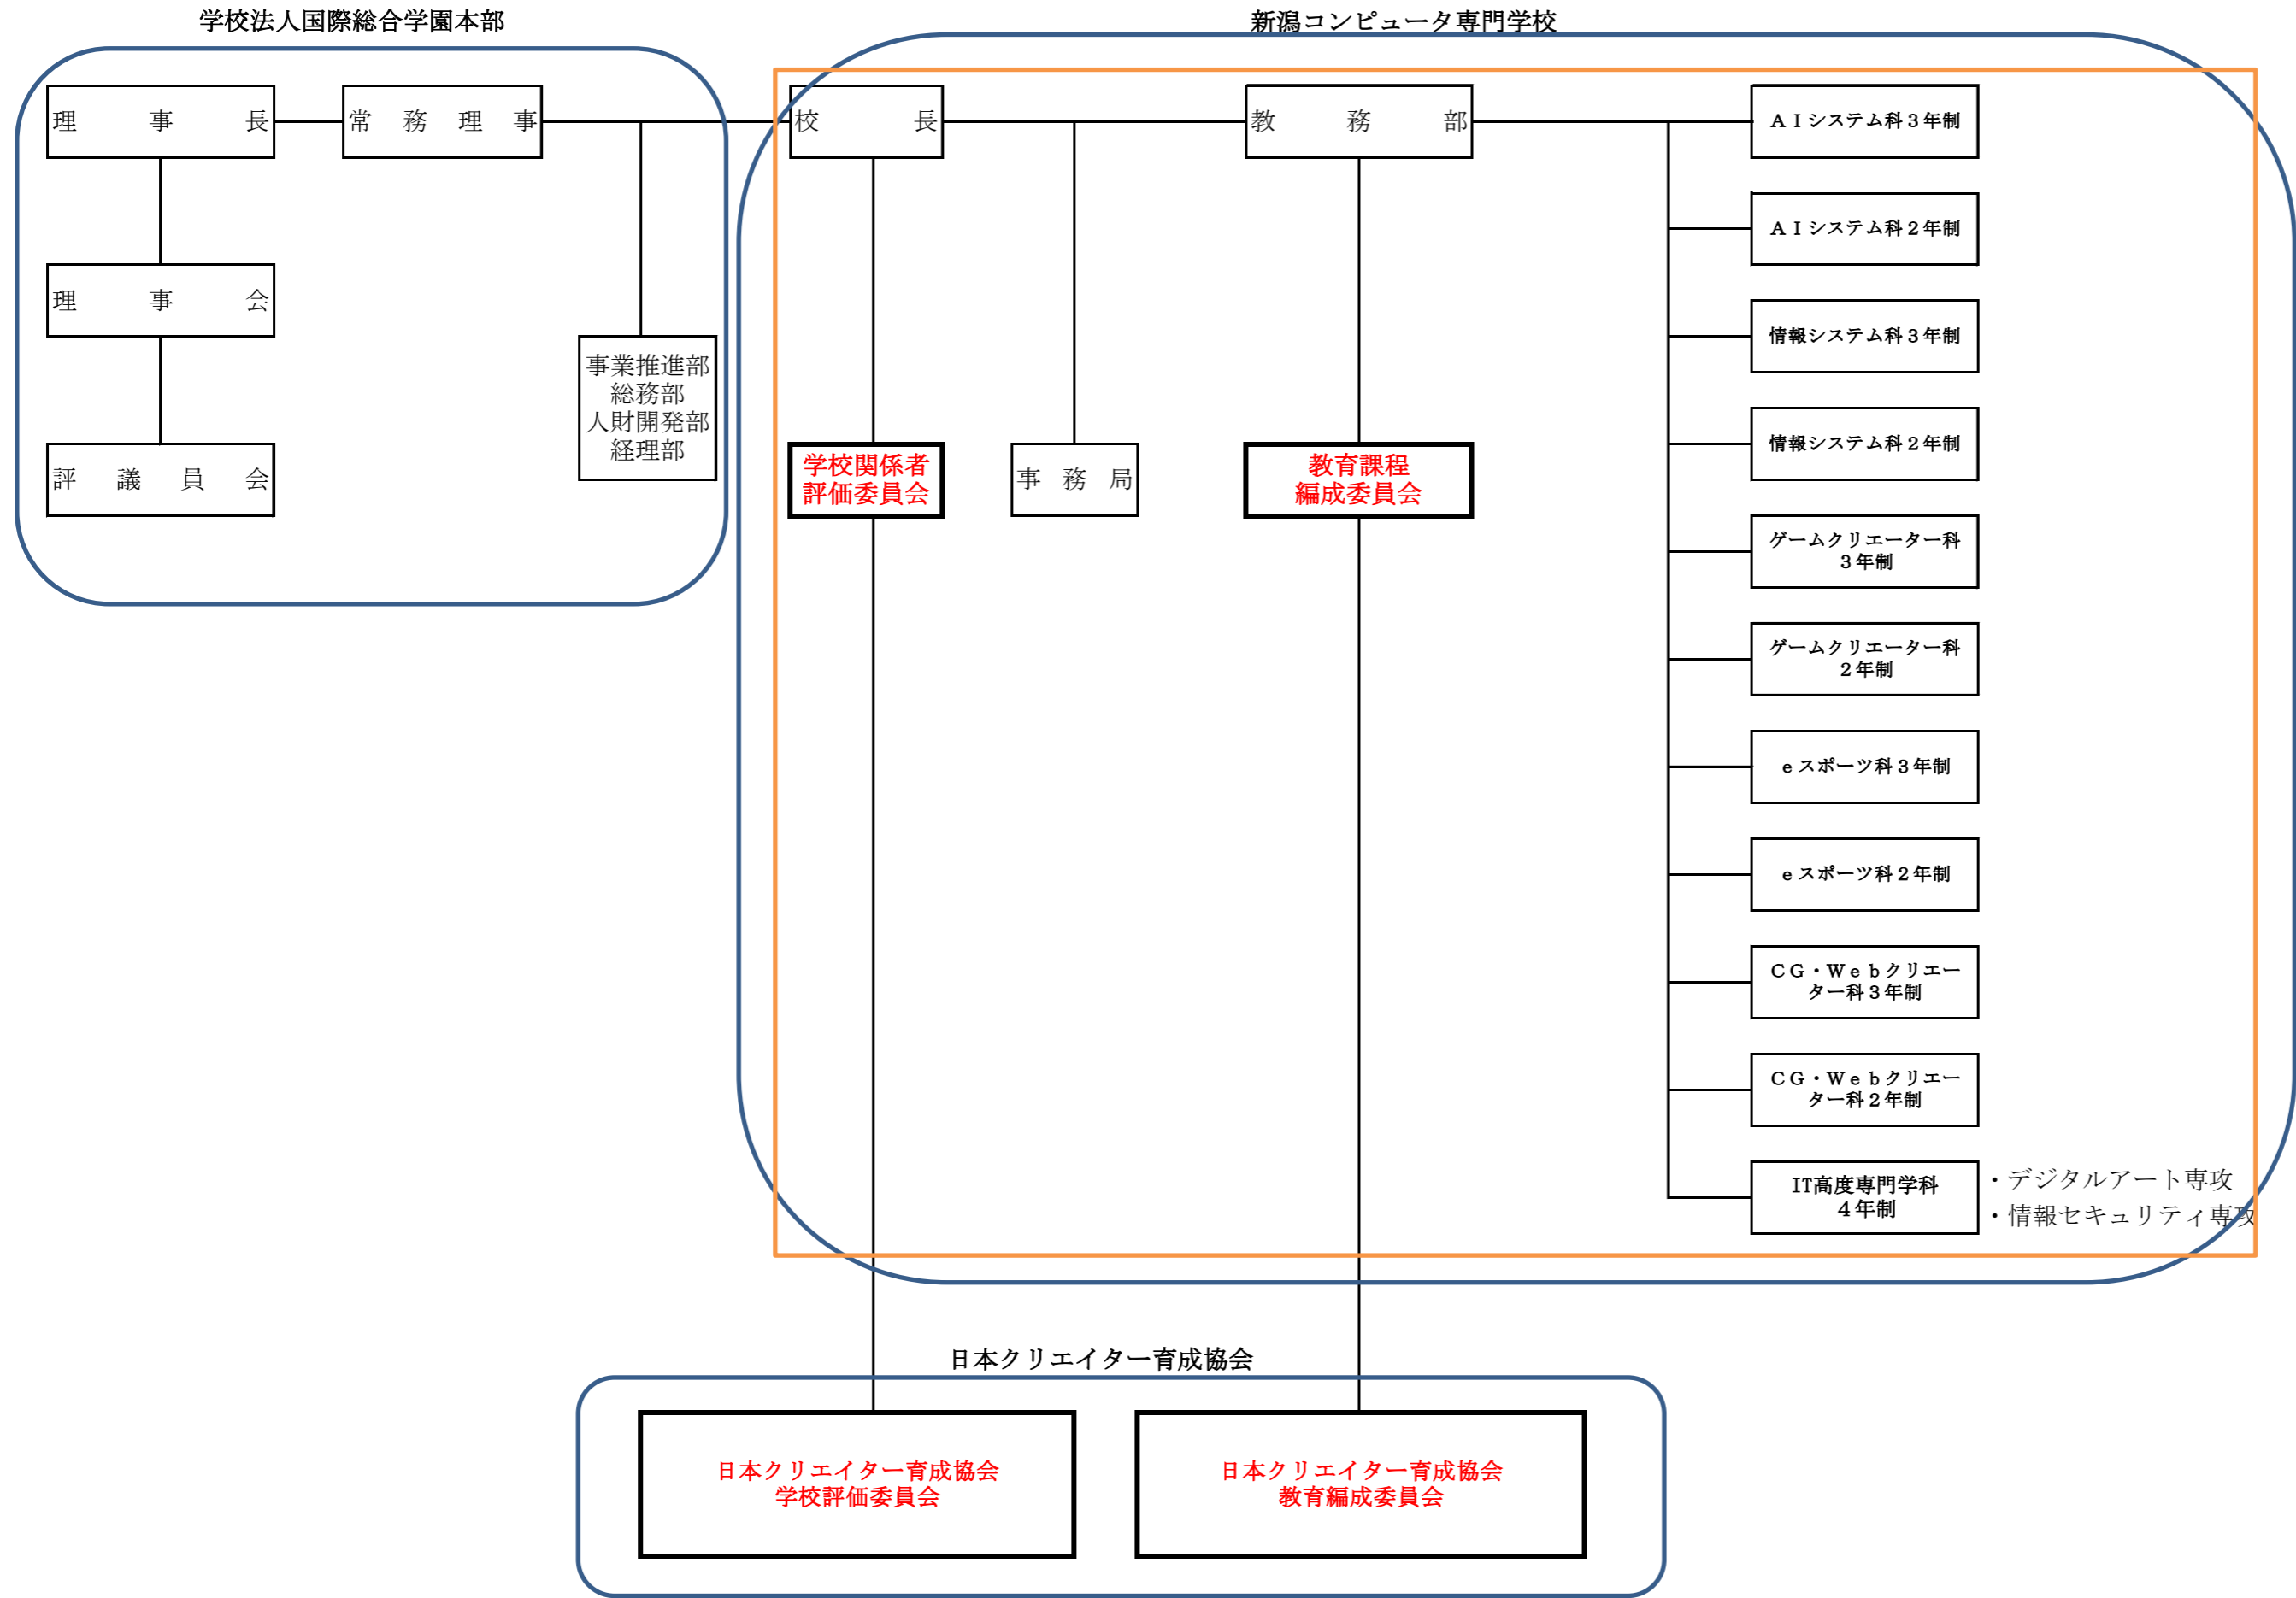 学校法人国際総合学園本部
新潟コンピュータ専門学校
理事長
常務理事
校長
教務部
ＡＩシステム科３年制
ＡＩシステム科２年制
理事会
情報システム科３年制
事業推進部
総務部
人財開発部
経理部
情報システム科２年制
評議員会
学校関係者
評価委員会
事務局
教育課程
編成委員会
ゲームクリエーター科
３年制
ゲームクリエーター科
２年制
ｅスポーツ科３年制
ｅスポーツ科２年制
ＣＧ・Ｗｅｂクリエー
ター科３年制
ＣＧ・Ｗｅｂクリエー
ター科２年制
IT高度専門学科
４年制
・デジタルアート専攻
・情報セキュリティ専攻
日本クリエイター育成協会
日本クリエイター育成協会
学校評価委員会
日本クリエイター育成協会
教育編成委員会